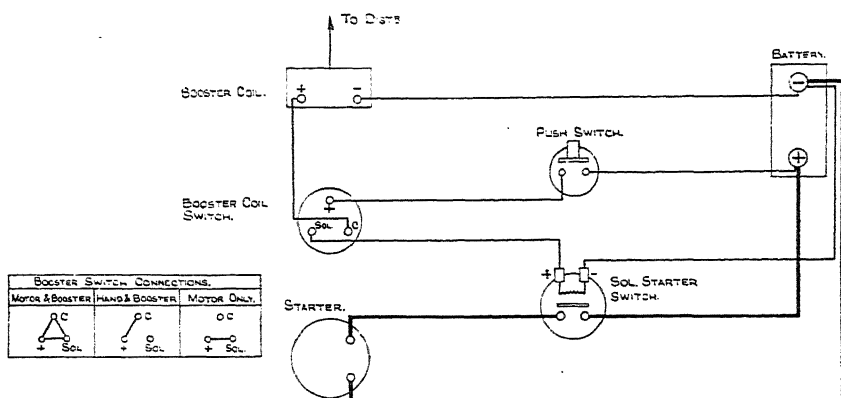 TO DISTB
BATTERY.
BOOSTER COIL.
+
-
-
PUSH SWITCH.
+
BOOSTER COIL
SWITCH.
+
SOL
C
+
-
SOL. STARTER
SWITCH.
BOOSTER SWITCH CONNECTIONS.
MOTOR & BOOSTER HAND & BOOSTER MOTOR ONLY.
C C C
+ SOL + SOL + SOL.
STARTER.